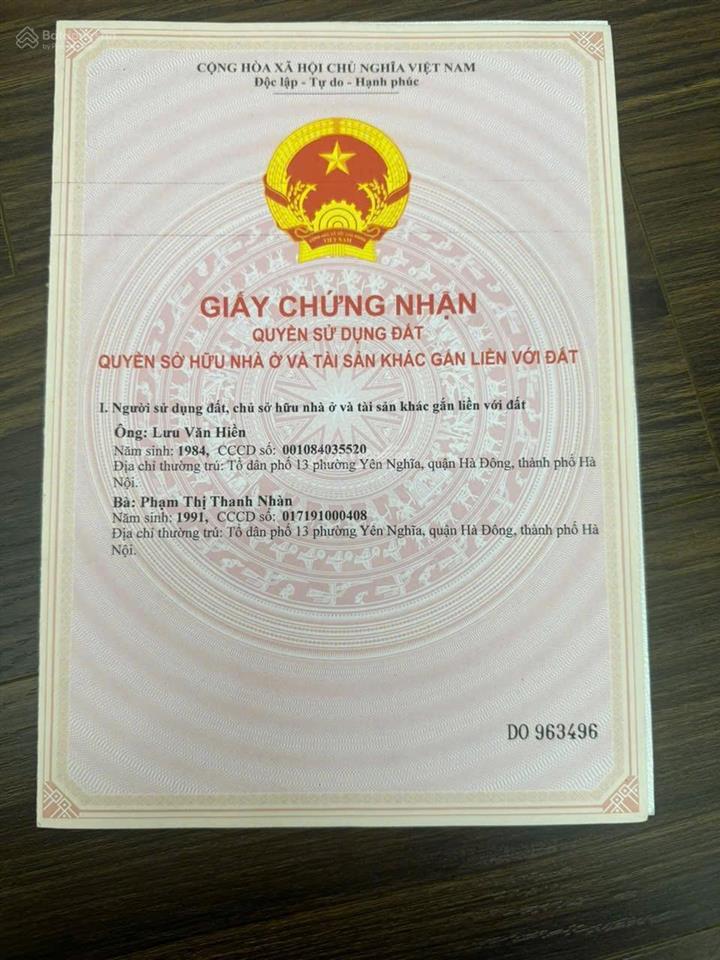 CỘNG HÒA XÃ HỘI CHỦ NGHĨA VIỆT NAM
Độc lập - Tự do - Hạnh phúc
VIỆT NAM
GIẤY CHỨNG NHẬN
QUYỀN SỬ DỤNG ĐẤT
QUYỀN SỞ HỮU NHÀ Ở VÀ TÀI SẢN KHÁC GẮN LIỀN VỚI ĐẤT
I. Người sử dụng đất, chủ sở hữu nhà ở và tài sản khác gắn liền với đất
Ông: Lưu Văn Hiền
Năm sinh: 1984, CCCD số: 001084035520
Địa chỉ thường trú: Tổ dân phố 13 phường Yên Nghĩa, quận Hà Đông, thành phố Hà
Nội.
Bà: Phạm Thị Thanh Nhàn
Năm sinh: 1991, CCCD số: 017191000408
Địa chỉ thường trú: Tổ dân phố 13 phường Yên Nghĩa, quận Hà Đông, thành phố Hà
Nội.
DO 963496